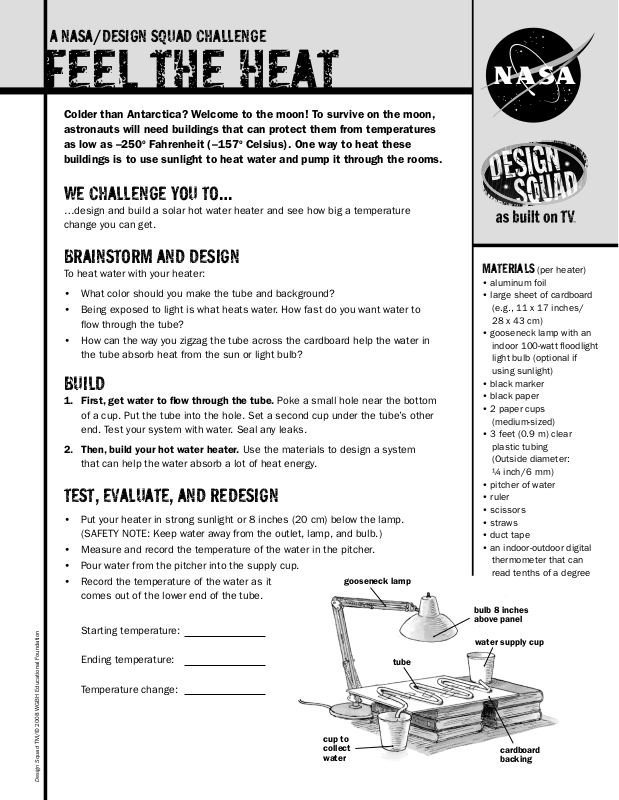 A NASA/DESIGN SQUAD CHALLENGE
FEEL THE HEAT
NASA
DESIGN
SQUAD
as built on TV.
Colder than Antarctica? Welcome to the moon! To survive on the moon,
astronauts will need buildings that can protect them from temperatures
as low as –250° Fahrenheit (–157° Celsius). One way to heat these
buildings is to use sunlight to heat water and pump it through the rooms.
WE CHALLENGE YOU TO...
…design and build a solar hot water heater and see how big a temperature
change you can get.
BRAINSTORM AND DESIGN
To heat water with your heater:
• What color should you make the tube and background?
• Being exposed to light is what heats water. How fast do you want water to
flow through the tube?
• How can the way you zigzag the tube across the cardboard help the water in
the tube absorb heat from the sun or light bulb?
BUILD
1. First, get water to flow through the tube. Poke a small hole near the bottom
of a cup. Put the tube into the hole. Set a second cup under the tube's other
end. Test your system with water. Seal any leaks.
2. Then, build your hot water heater. Use the materials to design a system
that can help the water absorb a lot of heat energy.
TEST, EVALUATE, AND REDESIGN
• Put your heater in strong sunlight or 8 inches (20 cm) below the lamp.
(SAFETY NOTE: Keep water away from the outlet, lamp, and bulb.)
• Measure and record the temperature of the water in the pitcher.
• Pour water from the pitcher into the supply cup.
• Record the temperature of the water as it
comes out of the lower end of the tube.
Starting temperature:
Ending temperature:
Temperature change:
MATERIALS (per heater)
• aluminum foil
• large sheet of cardboard
(e.g., 11 x 17 inches/
28 x 43 cm)
• gooseneck lamp with an
indoor 100-watt floodlight
light bulb (optional if
using sunlight)
• black marker
• black paper
• 2 paper cups
(medium-sized)
• 3 feet (0.9 m) clear
plastic tubing
(Outside diameter:
¼ inch/6 mm)
• pitcher of water
• ruler
• scissors
• straws
• duct tape
• an indoor-outdoor digital
thermometer that can
read tenths of a degree
gooseneck lamp
bulb 8 inches
above panel
water supply cup
tube
cup to
collect
water
cardboard
backing
Design Squad TM/© 2008 WGBH Educational Foundation